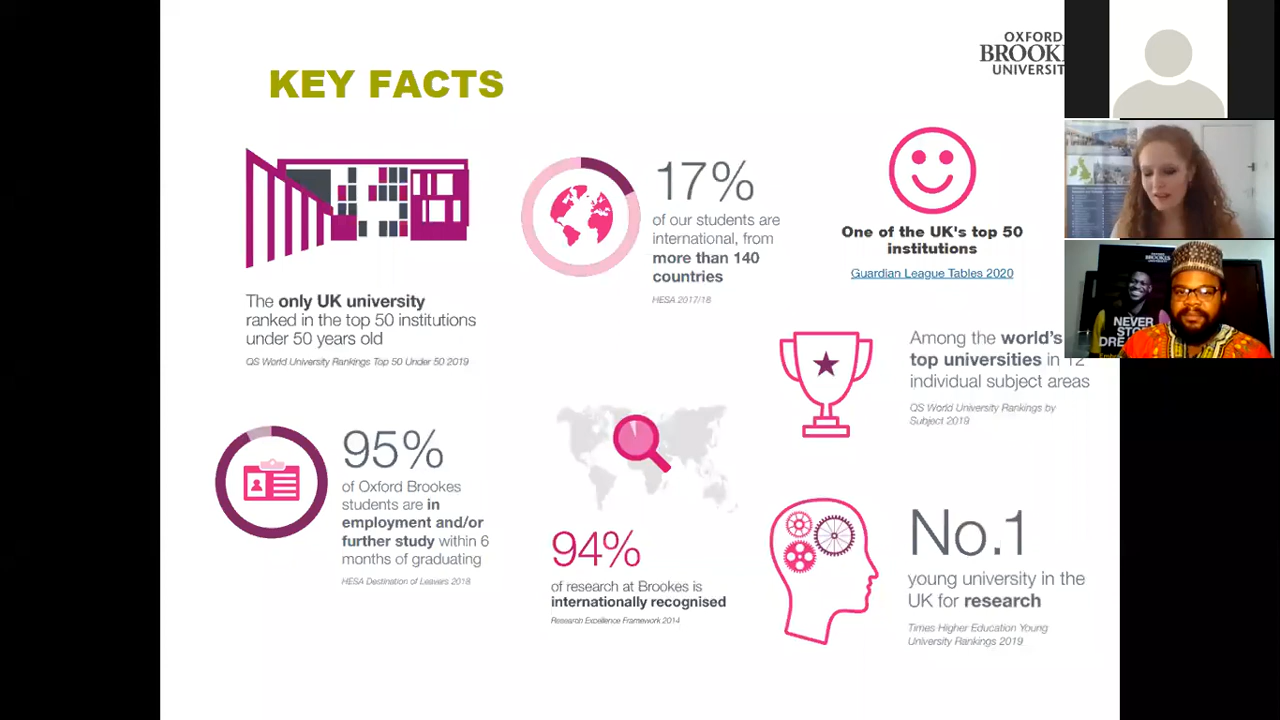 KEY FACTS
OXFORD
BROOKES
UNIVERSITY
The only UK university
ranked in the top 50 institutions
under 50 years old
QS World University Rankings Top 50 Under 50 2019
17%
of our students are
international, from
more than 140
countries
HESA 2017/18
One of the UK's top 50
institutions
Guardian League Tables 2020
Among the world's
top universities in 12
individual subject areas
QS World University Rankings by
Subject 2019
95%
of Oxford Brookes
students are in
employment and/or
further study within 6
months of graduating
HESA Destination of Leavers 2018
94%
of research at Brookes is
internationally recognised
Research Excellence Framework 2014
No.1
young university in the
UK for research
Times Higher Education Young
University Rankings 2019
OXFORD
BROOKES
NEVER